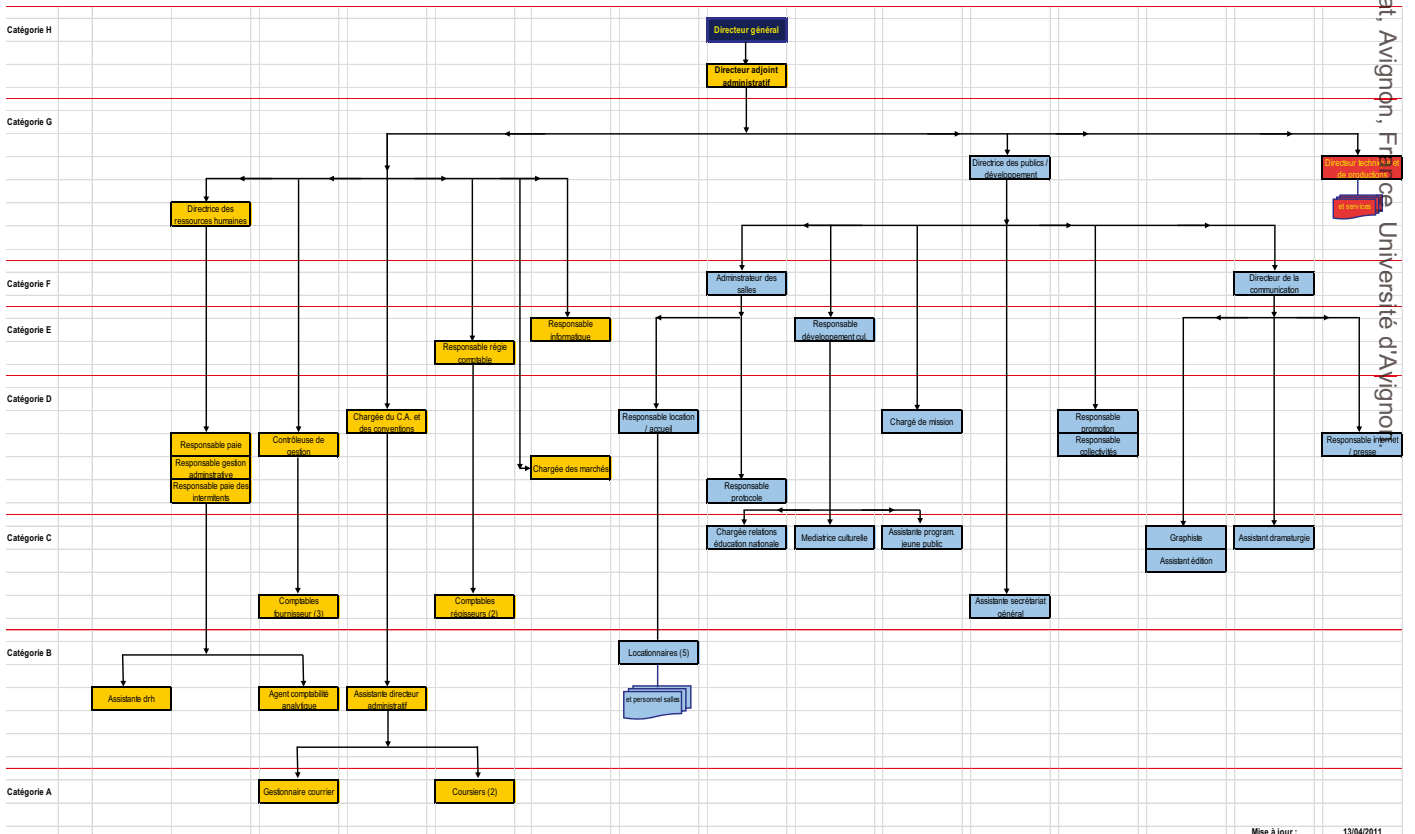 Catégorie H
Directeur général
Directeur adjoint
administratif
Catégorie G
Directrice des publics /
développement
Directeur technique et
de productions
et services
Directrice des
ressources humaines
Catégorie F
Adminstrateur des
salles
Directeur de la
communication
Catégorie E
Responsable
informatique
Responsable
développement cul.
Responsable régie
comptable
Catégorie D
Chargée du C.A. et
des conventions
Responsable location
/ accueil
Chargé de mission
Responsable
promotion
Responsable
collectivités
Responsable paie
Contrôleuse de
gestion
Responsable internet
/ presse
Responsable gestion
adminstrative
Chargée des marchés
Responsable paie des
intermitents
Responsable
protocole
Catégorie C
Chargée relations
éducation nationale
Mediatrice culturelle
Assistante program.
jeune public
Graphiste
Assistant dramaturgie
Assistant édition
Comptables
fournisseur (3)
Comptables
régisseurs (2)
Assistante secrétariat
général
Catégorie B
Locationnaires (5)
Assistante drh
Agent comptabilité
analytique
Assistante directeur
administratif
et personnel salles
Catégorie A
Gestionnaire courrier
Coursiers (2)
Mise à jour : 13/04/2011
at, Avignon, France, Université d'Avignon.